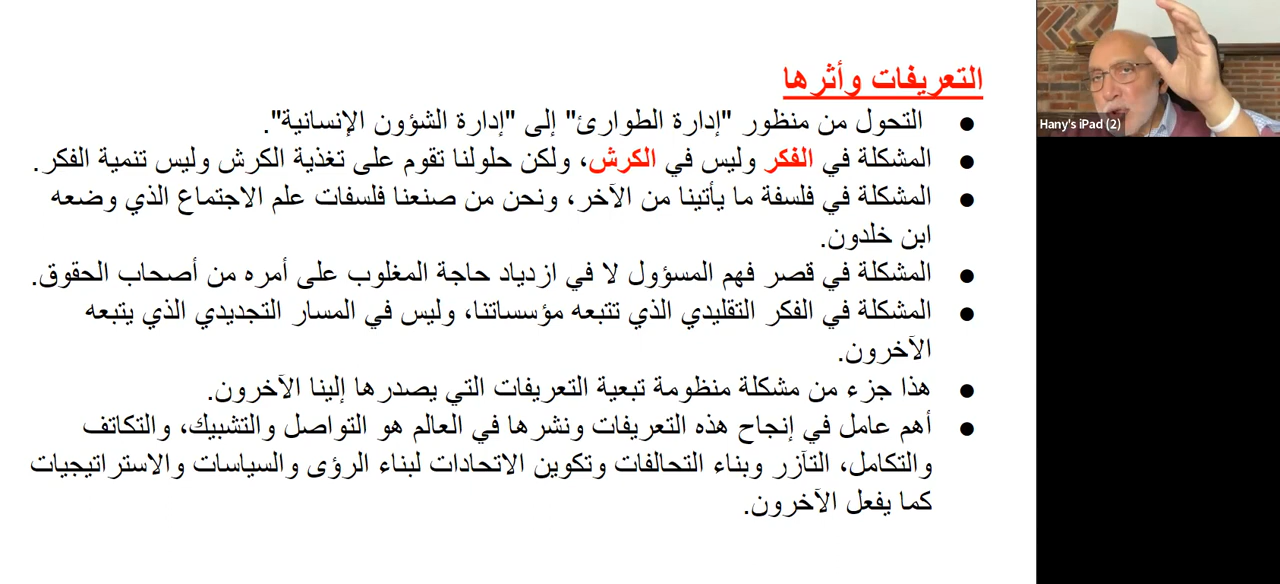 التعريفات وأثرها
● التحول من منظور "إدارة الطوارئ" إلى "إدارة الشؤون الإنسانية".
● المشكلة في الفكر وليس في الكرش، ولكن حلولنا تقوم على تغذية الكرش وليس تنمية الفكر.
● المشكلة في فلسفة ما يأتينا من الآخر، ونحن من صنعنا فلسفات علم الاجتماع الذي وضعه
ابن خلدون.
● المشكلة في قصر فهم المسؤول لا في ازدياد حاجة المغلوب على أمره من أصحاب الحقوق.
● المشكلة في الفكر التقليدي الذي تتبعه مؤسساتنا، وليس في المسار التجديدي الذي يتبعه
الآخرون.
● هذا جزء من مشكلة منظومة تبعية التعريفات التي يصدرها إلينا الآخرون.
● أهم عامل في إنجاح هذه التعريفات ونشرها في العالم هو التواصل والتشبيك، والتكاتف
والتكامل، التآزر وبناء التحالفات وتكوين الاتحادات لبناء الرؤى والسياسات والاستراتيجيات
كما يفعل الآخرون.
Hany's iPad (2)